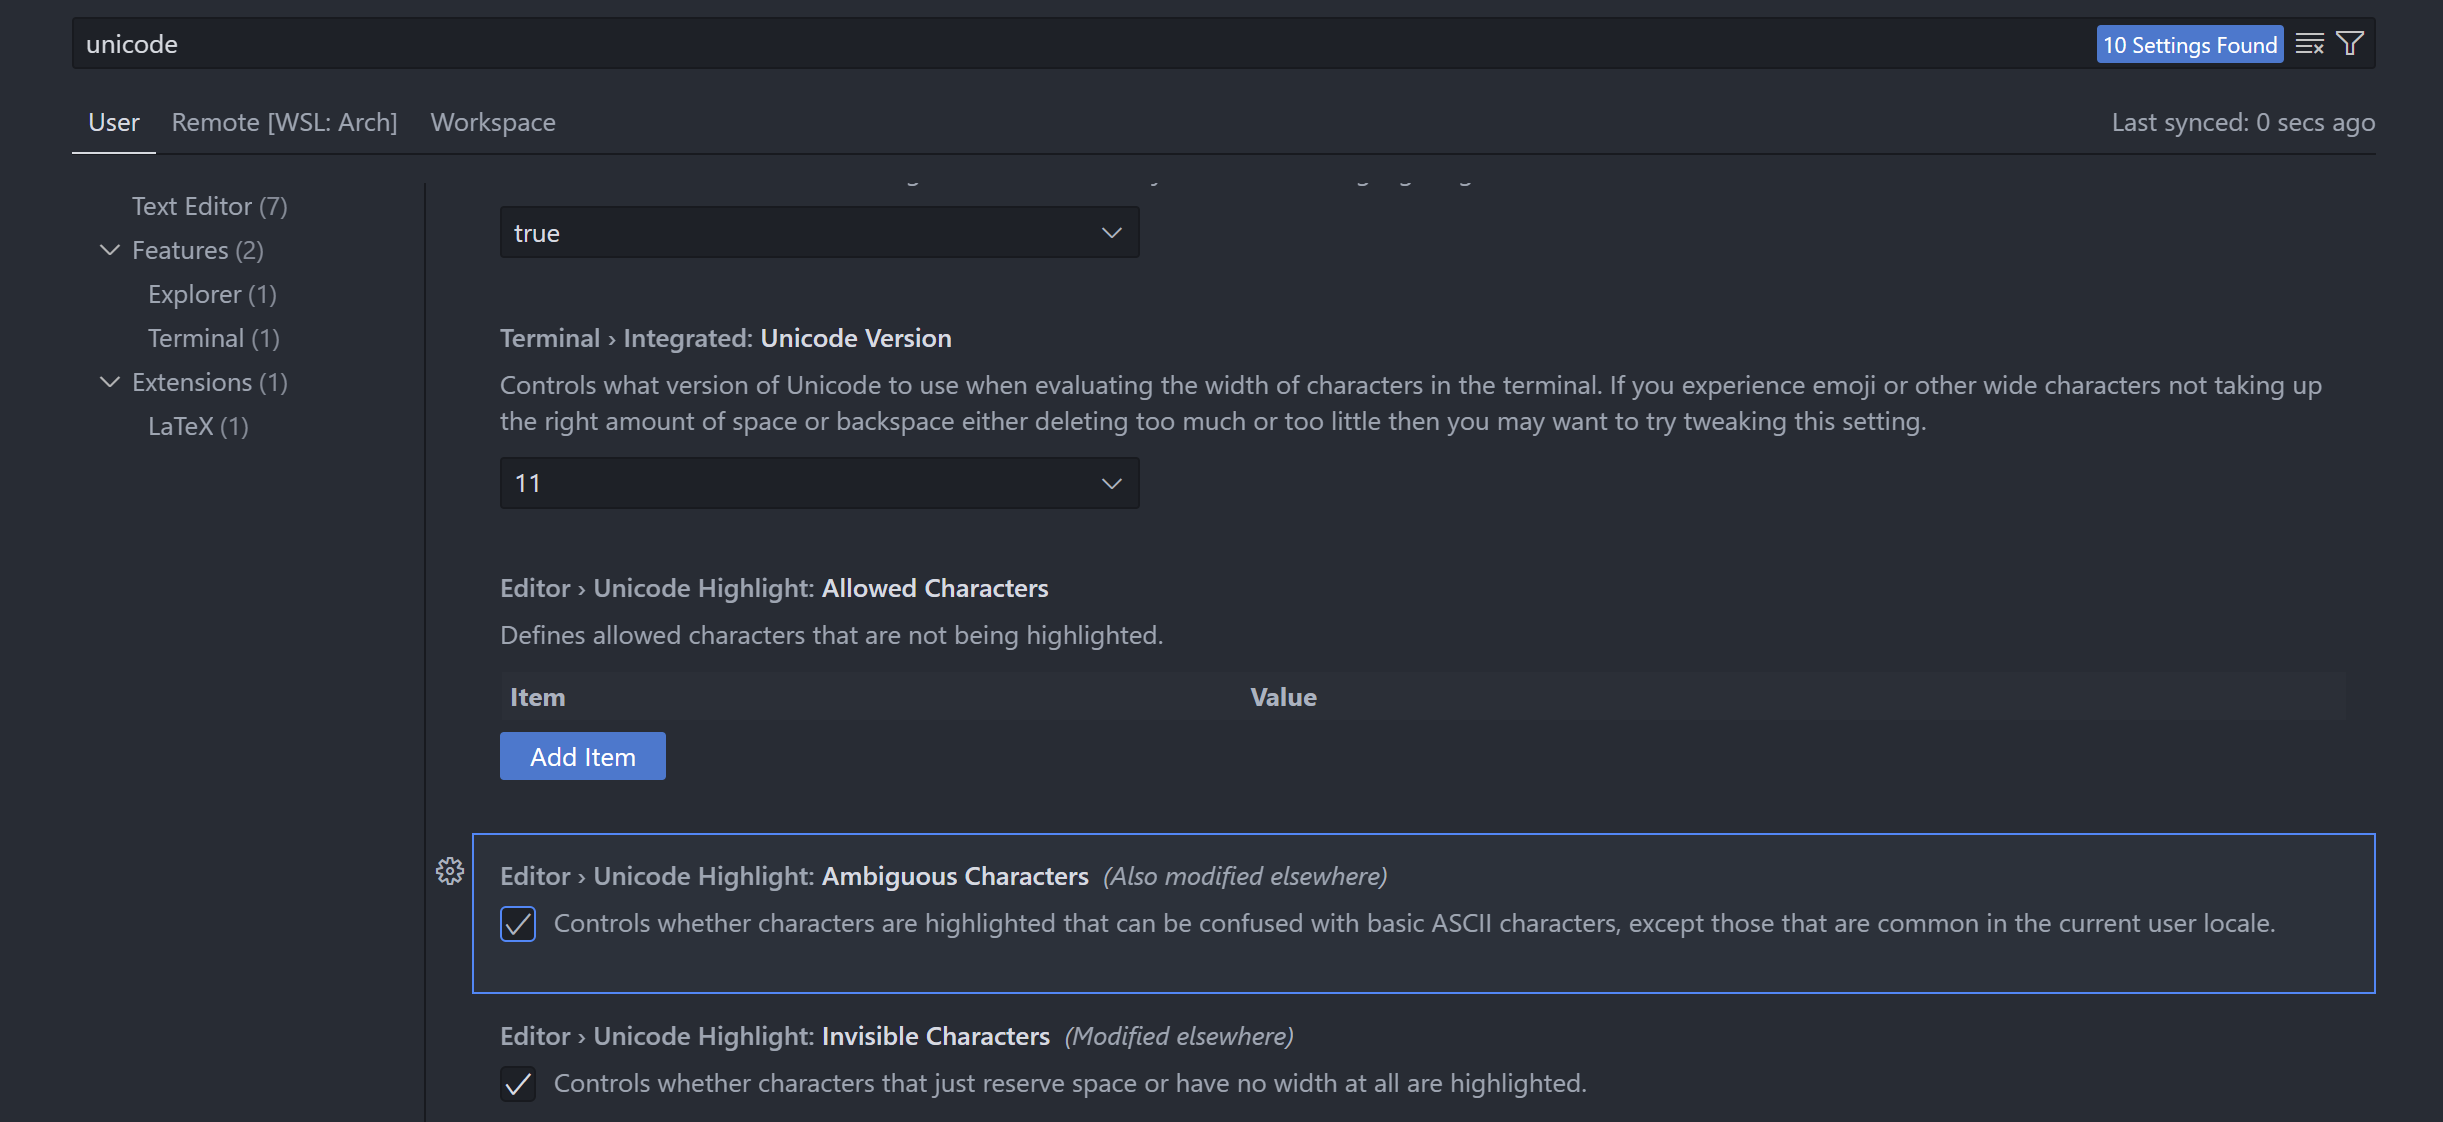 unicode
10 Settings Found
User
Remote [WSL: Arch]
Workspace
Last synced: 0 secs ago
Text Editor (7)
Features (2)
Explorer (1)
Terminal (1)
Extensions (1)
LaTeX (1)
true
Terminal › Integrated: Unicode Version
Controls what version of Unicode to use when evaluating the width of characters in the terminal. If you experience emoji or other wide characters not taking up
the right amount of space or backspace either deleting too much or too little then you may want to try tweaking this setting.
11
Editor › Unicode Highlight: Allowed Characters
Defines allowed characters that are not being highlighted.
Item
Value
Add Item
Editor › Unicode Highlight: Ambiguous Characters (Also modified elsewhere)
Controls whether characters are highlighted that can be confused with basic ASCII characters, except those that are common in the current user locale.
Editor › Unicode Highlight: Invisible Characters (Modified elsewhere)
Controls whether characters that just reserve space or have no width at all are highlighted.